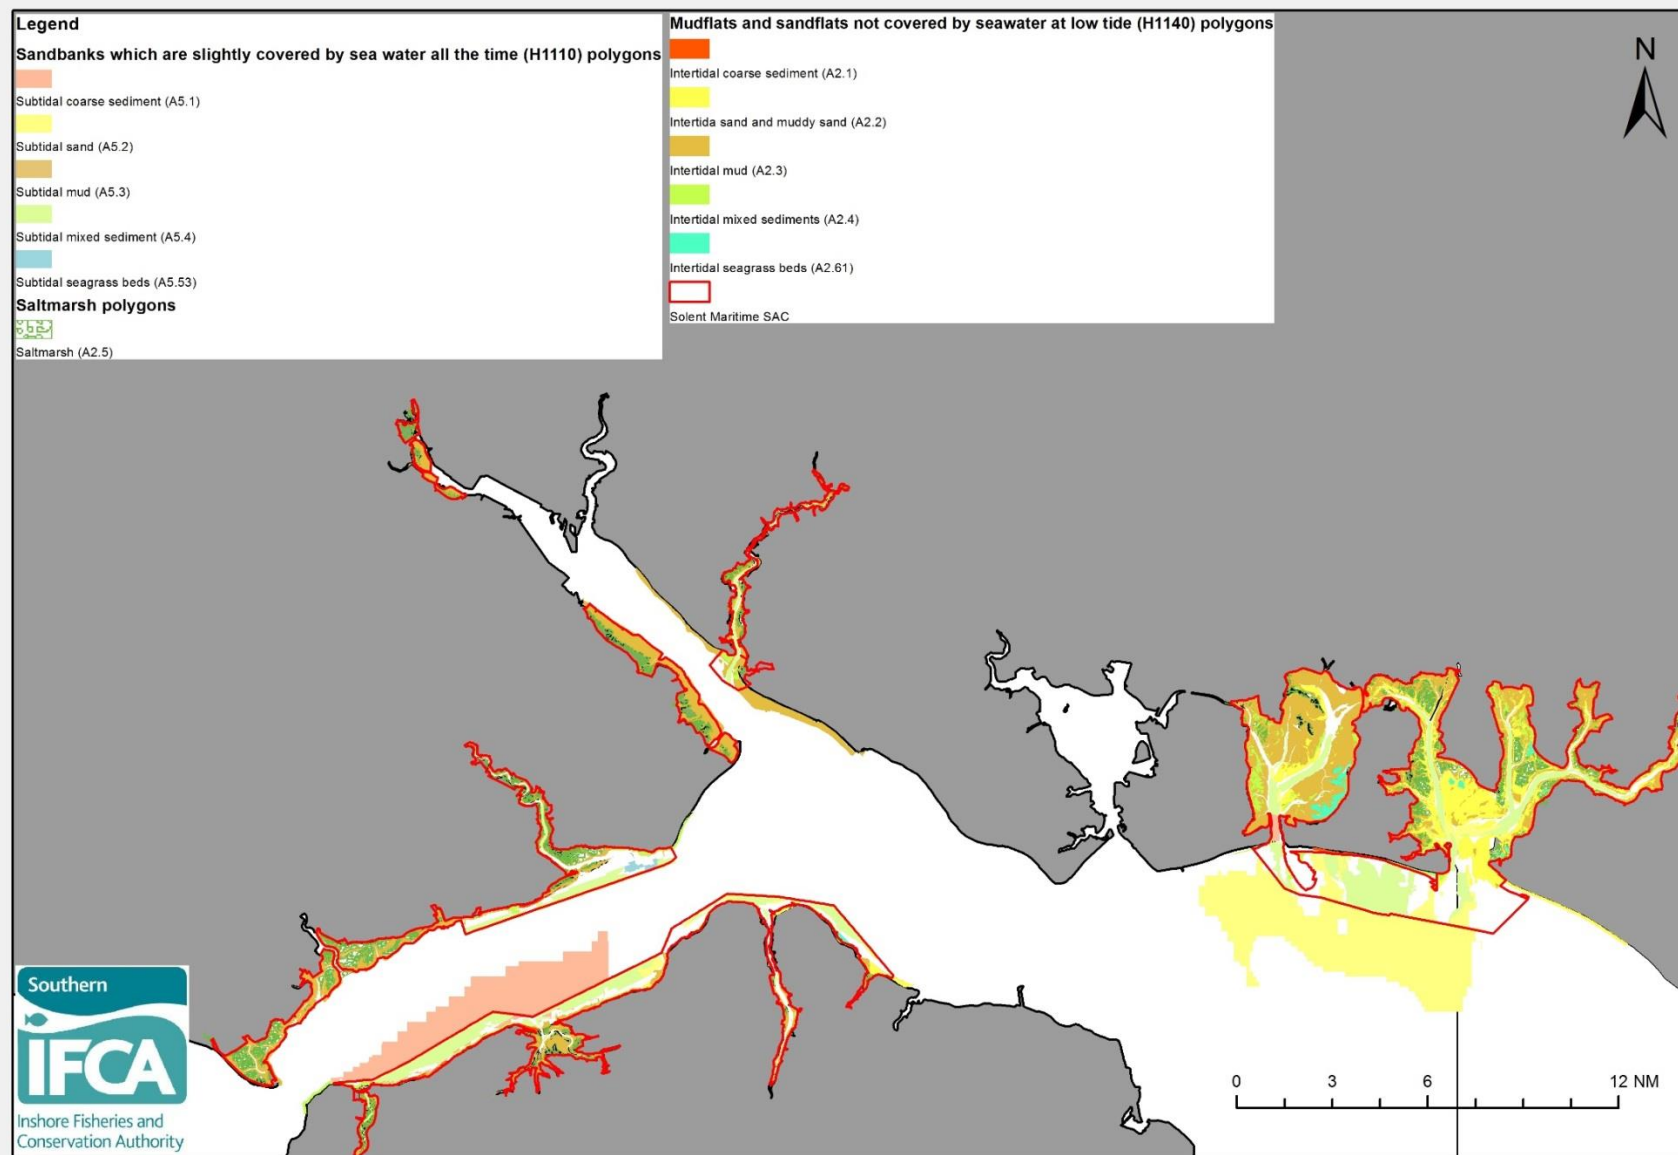 Legend
Sandbanks which are slightly covered by sea water all the time (H1110) polygons
Subtidal coarse sediment (A5.1)
Subtidal sand (A5.2)
Subtidal mud (A5.3)
Subtidal mixed sediment (A5.4)
Subtidal seagrass beds (A5.53)
Saltmarsh polygons
Saltmarsh (A2.5)
Mudflats and sandflats not covered by seawater at low tide (H1140) polygons
Intertidal coarse sediment (A2.1)
Intertida sand and muddy sand (A2.2)
Intertidal mud (A2.3)
Intertidal mixed sediments (A2.4)
Intertidal seagrass beds (A2.61)
Solent Maritime SAC
N
Southern
IFCA
Inshore Fisheries and
Conservation Authority
0 3 6 12 NM